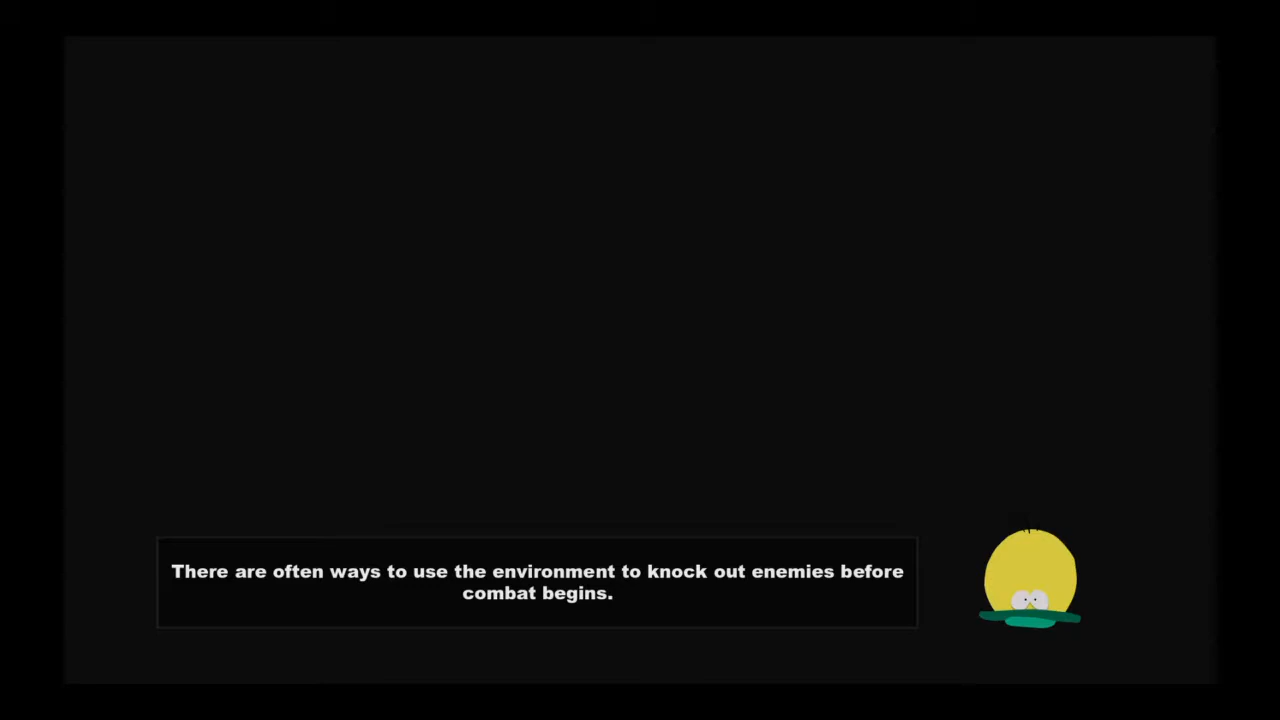 There are often ways to use the environment to knock out enemies before
combat begins.